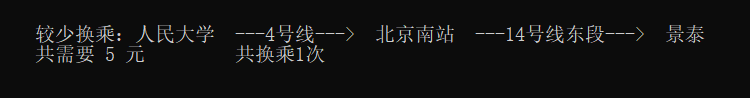 较少换乘：人民大学  ---4号线--->  北京南站  ---14号线东段--->  景泰
共需要 5 元         共换乘1次